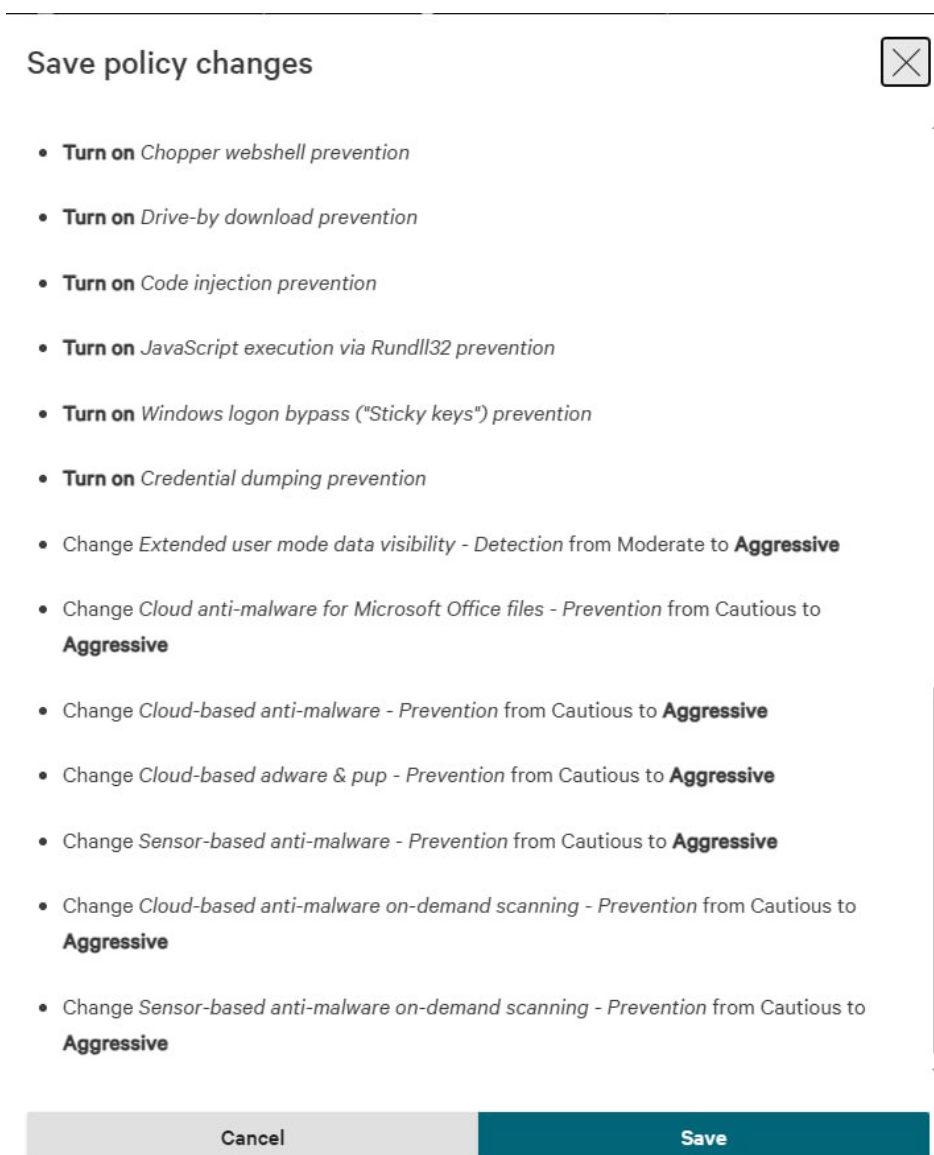 Save policy changes
• Turn on Chopper webshell prevention
• Turn on Drive-by download prevention
• Turn on Code injection prevention
• Turn on JavaScript execution via Rundll32 prevention
• Turn on Windows logon bypass ("Sticky keys") prevention
• Turn on Credential dumping prevention
• Change Extended user mode data visibility - Detection from Moderate to Aggressive
• Change Cloud anti-malware for Microsoft Office files - Prevention from Cautious to
Aggressive
• Change Cloud-based anti-malware - Prevention from Cautious to Aggressive
• Change Cloud-based adware & pup - Prevention from Cautious to Aggressive
• Change Sensor-based anti-malware - Prevention from Cautious to Aggressive
• Change Cloud-based anti-malware on-demand scanning - Prevention from Cautious to
Aggressive
• Change Sensor-based anti-malware on-demand scanning - Prevention from Cautious to
Aggressive
Cancel
Save